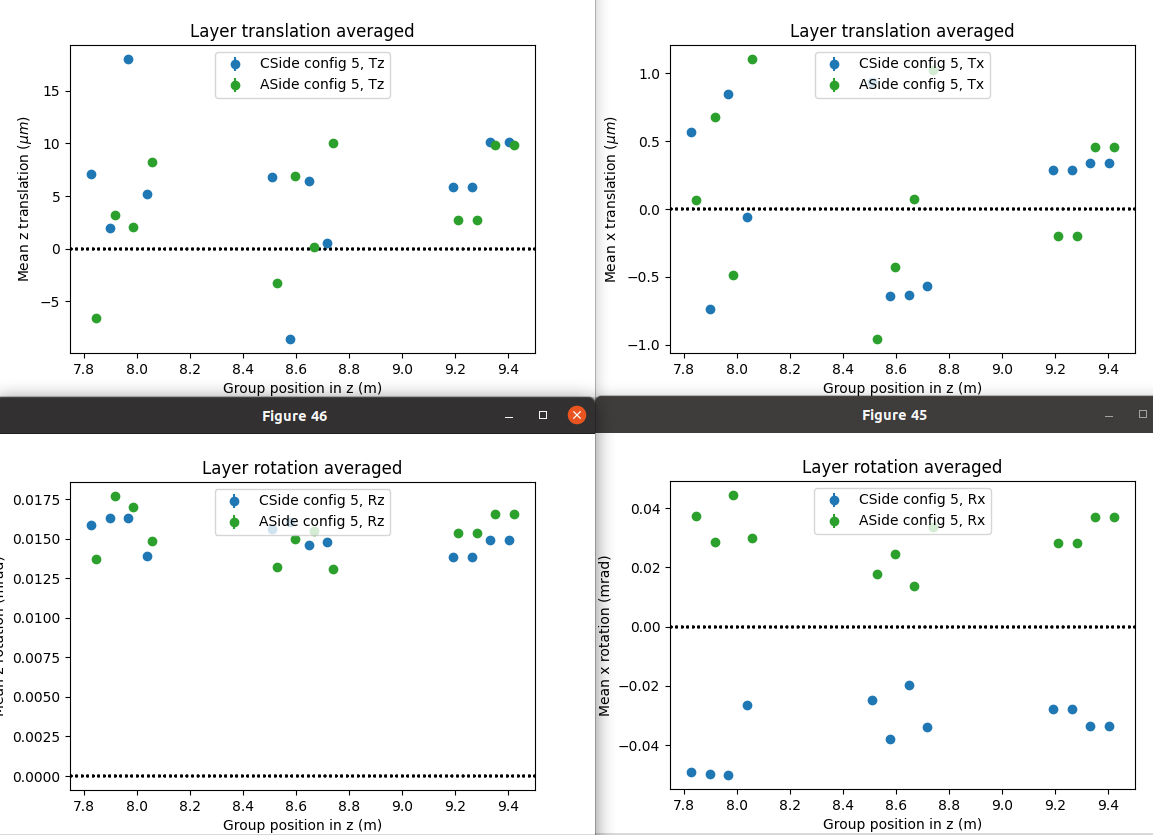 Layer translation averaged
CSide config 5, Tz
ASide config 5, Tz
Mean z translation (μm)
15
10
5
0
−5
7.8 8.0 8.2 8.4 8.6 8.8 9.0 9.2 9.4
Group position in z (m)
Layer translation averaged
CSide config 5, Tx
ASide config 5, Tx
Mean x translation (μm)
1.0
0.5
0.0
−0.5
−1.0
7.8 8.0 8.2 8.4 8.6 8.8 9.0 9.2 9.4
Group position in z (m)
Figure 46
Layer rotation averaged
CSide config 5, Rz
ASide config 5, Rz
Mean z rotation (mrad)
0.0175
0.0150
0.0125
0.0100
0.0075
0.0050
0.0025
0.0000
7.8 8.0 8.2 8.4 8.6 8.8 9.0 9.2 9.4
Group position in z (m)
Figure 45
Layer rotation averaged
CSide config 5, Rx
ASide config 5, Rx
Mean x rotation (mrad)
0.04
0.02
0.00
−0.02
−0.04
7.8 8.0 8.2 8.4 8.6 8.8 9.0 9.2 9.4
Group position in z (m)